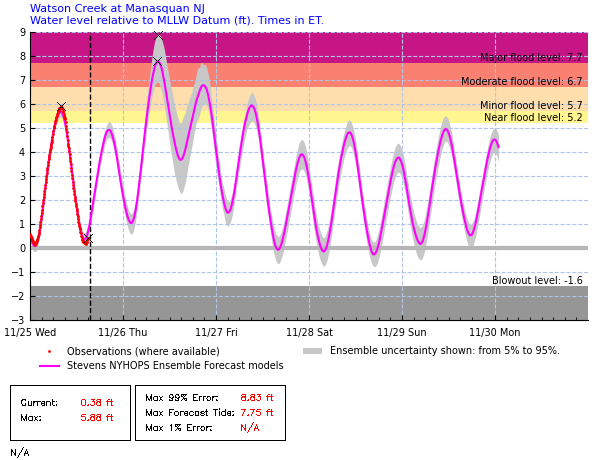 Watson Creek at Manasquan NJ
Water level relative to MLLW Datum (ft). Times in ET.
9
8
7
6
5
4
3
2
1
0
−1
−2
−3
Major flood level: 7.7
Moderate flood level: 6.7
Minor flood level: 5.7
Near flood level: 5.2
Blowout level: -1.6
11/25 Wed 11/26 Thu 11/27 Fri 11/28 Sat 11/29 Sun 11/30 Mon
Observations (where available)
Stevens NYHOPS Ensemble Forecast models
Ensemble uncertainty shown: from 5% to 95%.
Current: 0.38 ft
Max: 5.88 ft
Max 99% Error: 8.83 ft
Max Forecast Tide: 7.75 ft
Max 1% Error: N/A
N/A